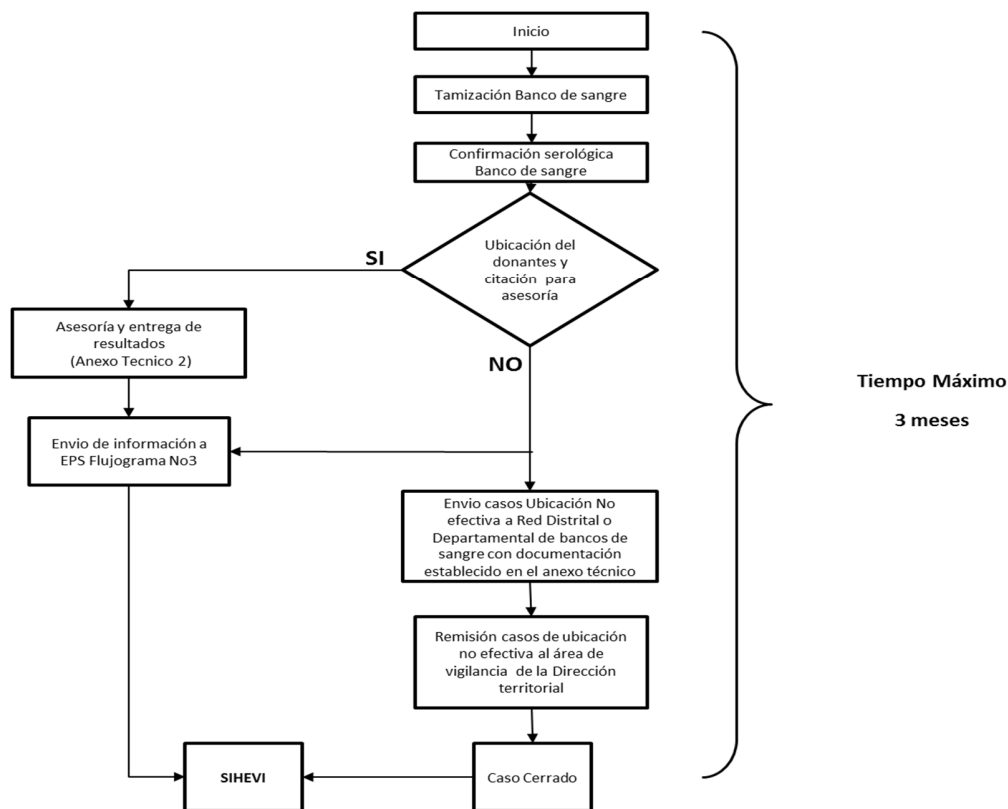 Inicio
Tamización Banco de sangre
Confirmación serológica
Banco de sangre
Ubicación del
donantes y
citación para
asesoría
SI
NO
Asesoría y entrega de
resultados
(Anexo Tecnico 2)
Envio de información a
EPS Flujograma No3
Envio casos Ubicación No
efectiva a Red Distrital o
Departamental de bancos de
sangre con documentación
establecido en el anexo técnico
Remisión casos de ubicación
no efectiva al área de
vigilancia de la Dirección
territorial
Caso Cerrado
SIHEVI
Tiempo Máximo
3 meses